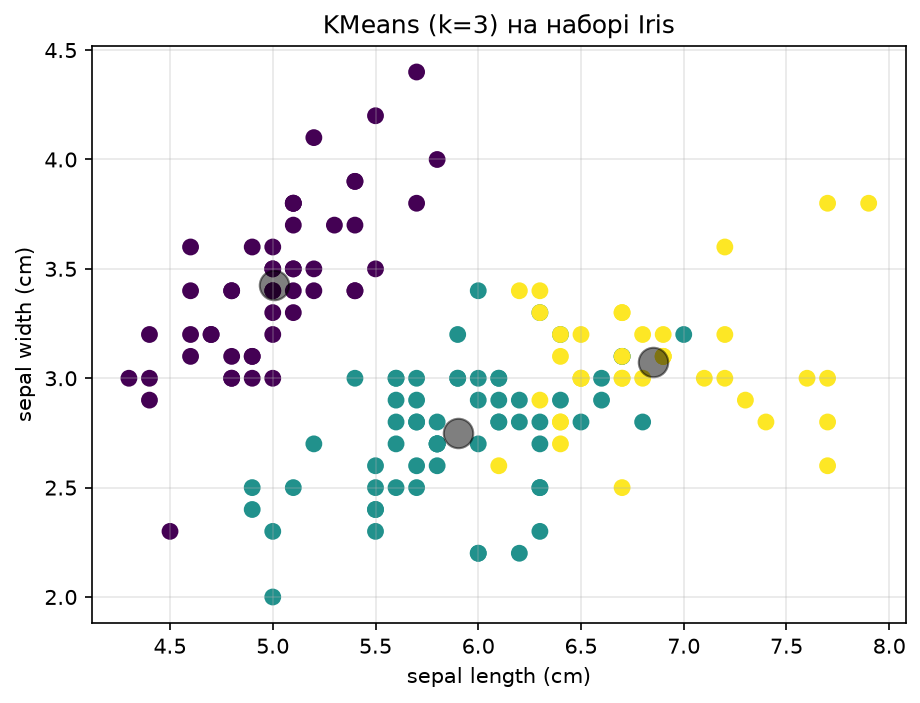 KMeans (k=3) на наборі Iris
4.5
4.0
3.5
3.0
2.5
2.0
sepal width (cm)
4.5 5.0 5.5 6.0 6.5 7.0 7.5 8.0
sepal length (cm)